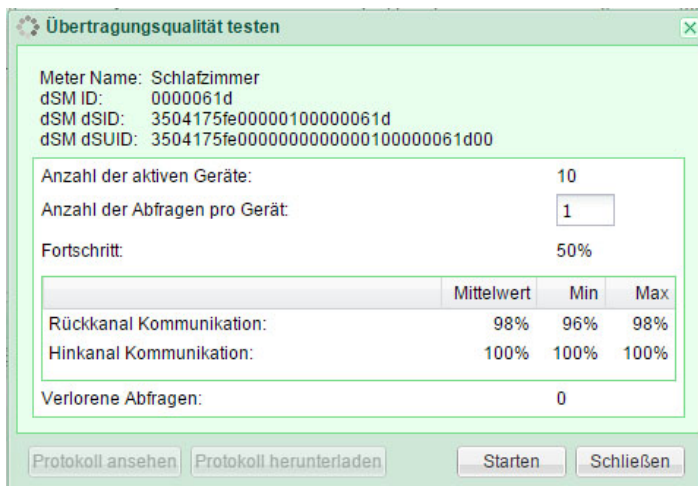 Übertragungsqualität testen
Meter Name: Schlafzimmer
dSM ID: 0000061d
dSM dSID: 3504175fe00000100000061d
dSM dSUID: 3504175fe0000000000000100000061d00
Anzahl der aktiven Geräte: 10
Anzahl der Abfragen pro Gerät: 1
Fortschritt: 50%
Mittelwert Min Max
Rückkanal Kommunikation: 98% 96% 98%
Hinkanal Kommunikation: 100% 100% 100%
Verlorene Abfragen: 0
Protokoll ansehen Protokoll herunterladen Starten Schließen